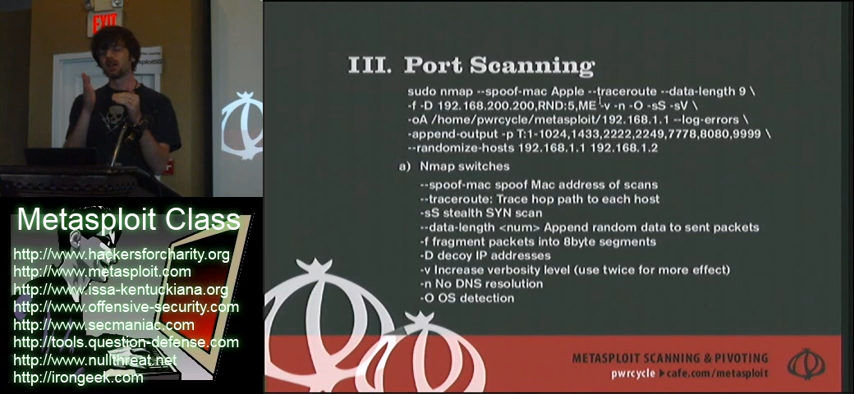 EXIT
III. Port Scanning
sudo nmap --spoof-mac Apple --traceroute --data-length 9 \
-f -D 192.168.200.200,RND:5,ME -v -n -O -sS -sV \
-oA /home/pwrcycle/metasploit/192.168.1.1 --log-errors \
-append-output -p T:1-1024,1433,2222,2249,7778,8080,9999 \
--randomize-hosts 192.168.1.1 192.168.1.2
a) Nmap switches
--spoof-mac spoof Mac address of scans
--traceroute: Trace hop path to each host
-sS stealth SYN scan
--data-length <num> Append random data to sent packets
-f fragment packets into 8byte segments
-D decoy IP addresses
-v Increase verbosity level (use twice for more effect)
-n No DNS resolution
-O OS detection
METASPLOIT SCANNING & PIVOTING
pwrcycle ▸cafe.com/metasploit
Metasploit Class
http://www.hackersforcharity.org
http://www.metasploit.com
http://www.issa-kentuckiana.org
http://www.offensive-security.com
http://www.secmaniac.com
http://tools.question-defense.com
http://www.nullthreat.net
http://irongeek.com